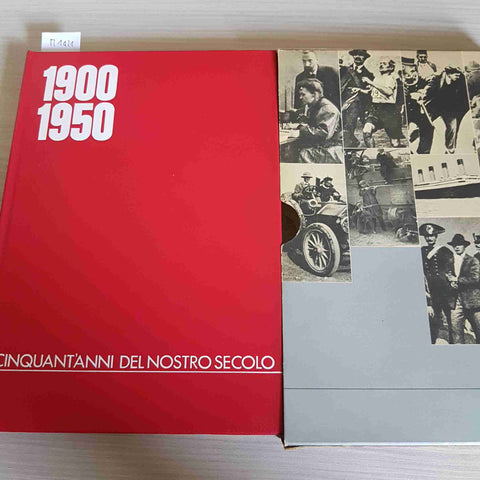 1900
1950
CINQUANT'ANNI DEL NOSTRO SECOLO